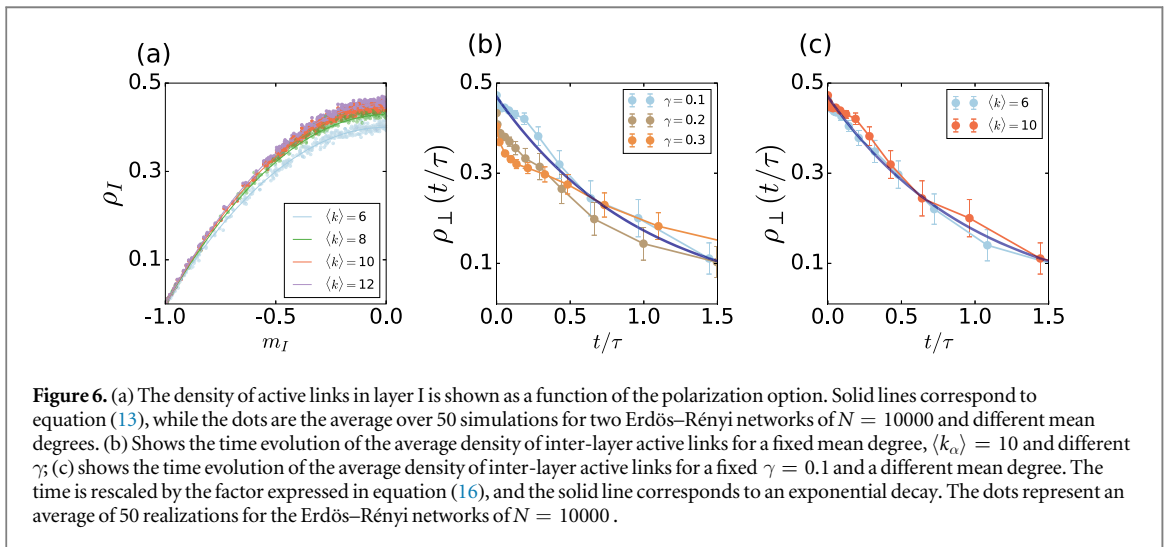 (a)
(b)
(c)
0.5
0.3
0.1
ρ_I
-1.0
-0.5
0.0
m_I
⟨k⟩ = 6
⟨k⟩ = 8
⟨k⟩ = 10
⟨k⟩ = 12
0.5
0.3
0.1
ρ_⊥(t/τ)
0.0
0.5
1.0
1.5
t/τ
γ = 0.1
γ = 0.2
γ = 0.3
0.5
0.3
0.1
ρ_⊥(t/τ)
0.0
0.5
1.0
1.5
t/τ
⟨k⟩ = 6
⟨k⟩ = 10
Figure 6. (a) The density of active links in layer I is shown as a function of the polarization option. Solid lines correspond to
equation (13), while the dots are the average over 50 simulations for two Erdös–Rényi networks of N = 10000 and different mean
degrees. (b) Shows the time evolution of the average density of inter-layer active links for a fixed mean degree, ⟨k_α⟩ = 10 and different
γ; (c) shows the time evolution of the average density of inter-layer active links for a fixed γ = 0.1 and a different mean degree. The
time is rescaled by the factor expressed in equation (16), and the solid line corresponds to an exponential decay. The dots represent an
average of 50 realizations for the Erdös–Rényi networks of N = 10000 .